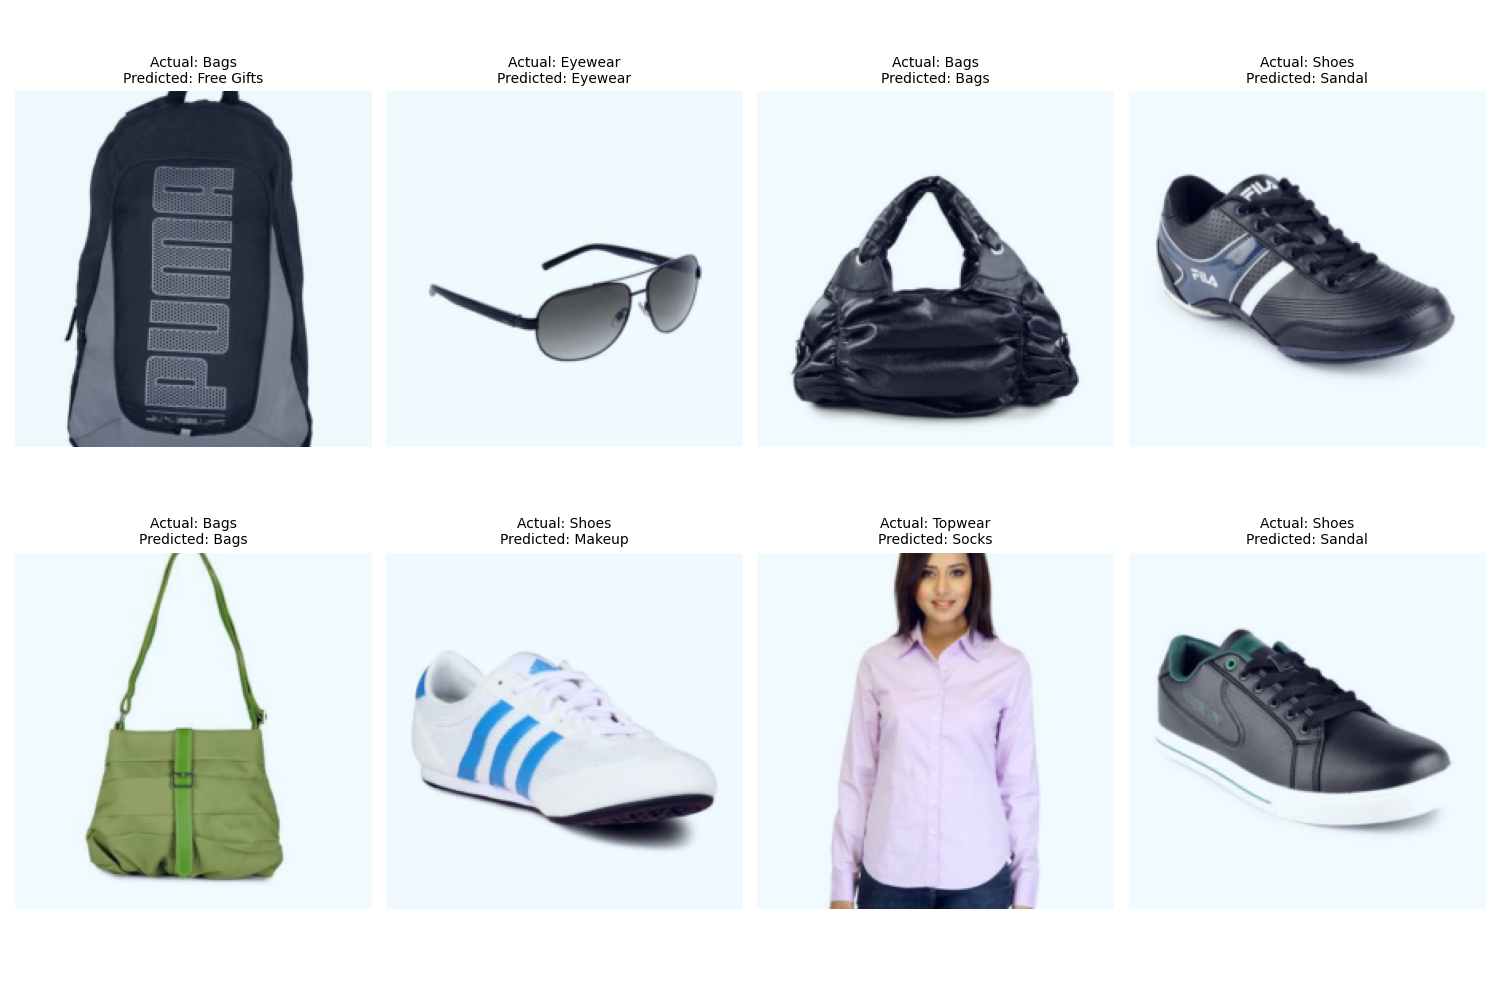 Actual: Bags
Predicted: Free Gifts
Actual: Eyewear
Predicted: Eyewear
Actual: Bags
Predicted: Bags
Actual: Shoes
Predicted: Sandal
PUMA
FILA
FILA
Actual: Bags
Predicted: Bags
Actual: Shoes
Predicted: Makeup
Actual: Topwear
Predicted: Socks
Actual: Shoes
Predicted: Sandal